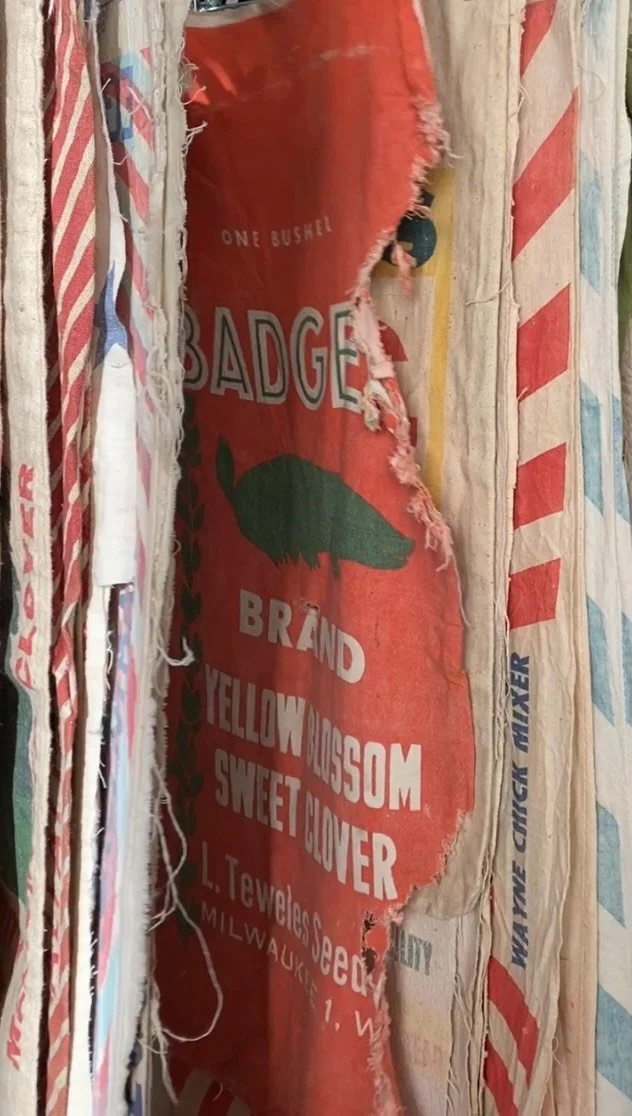 ONE BUSHEL
BADGE
BRAND
YELLOW BLOSSOM
SWEET CLOVER
L. Teweles Seed
MILWAUKEE 1, W
CLOVER
WAYNE CHICK MIXER
S